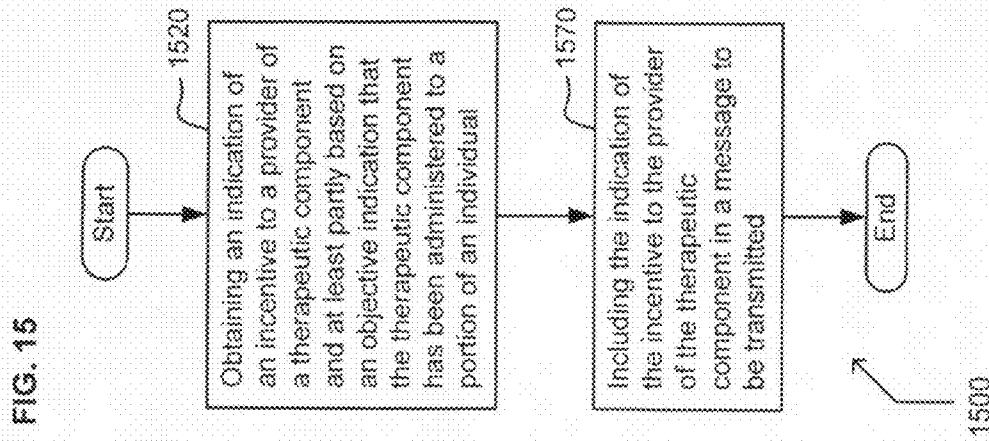 FIG. 15
Start
1520
Obtaining an indication of
an incentive to a provider of
a therapeutic component
and at least partly based on
an objective indication that
the therapeutic component
has been administered to a
portion of an individual
1570
Including the indication of
the incentive to the provider
of the therapeutic
component in a message to
be transmitted
End
1500